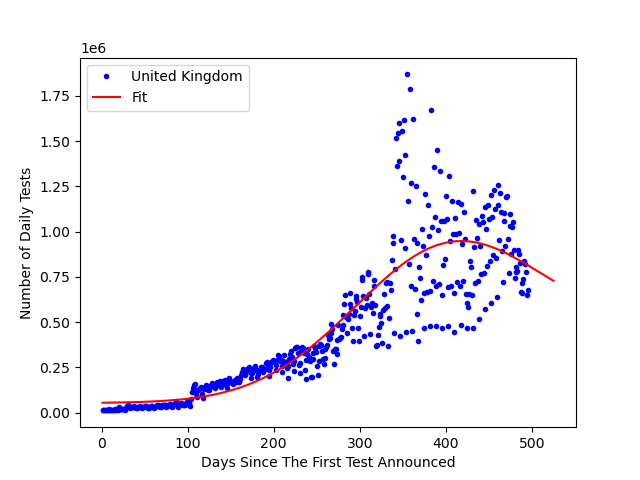 1e6
United Kingdom
Fit
1.75
1.50
1.25
1.00
0.75
0.50
0.25
0.00
Number of Daily Tests
0 100 200 300 400 500
Days Since The First Test Announced